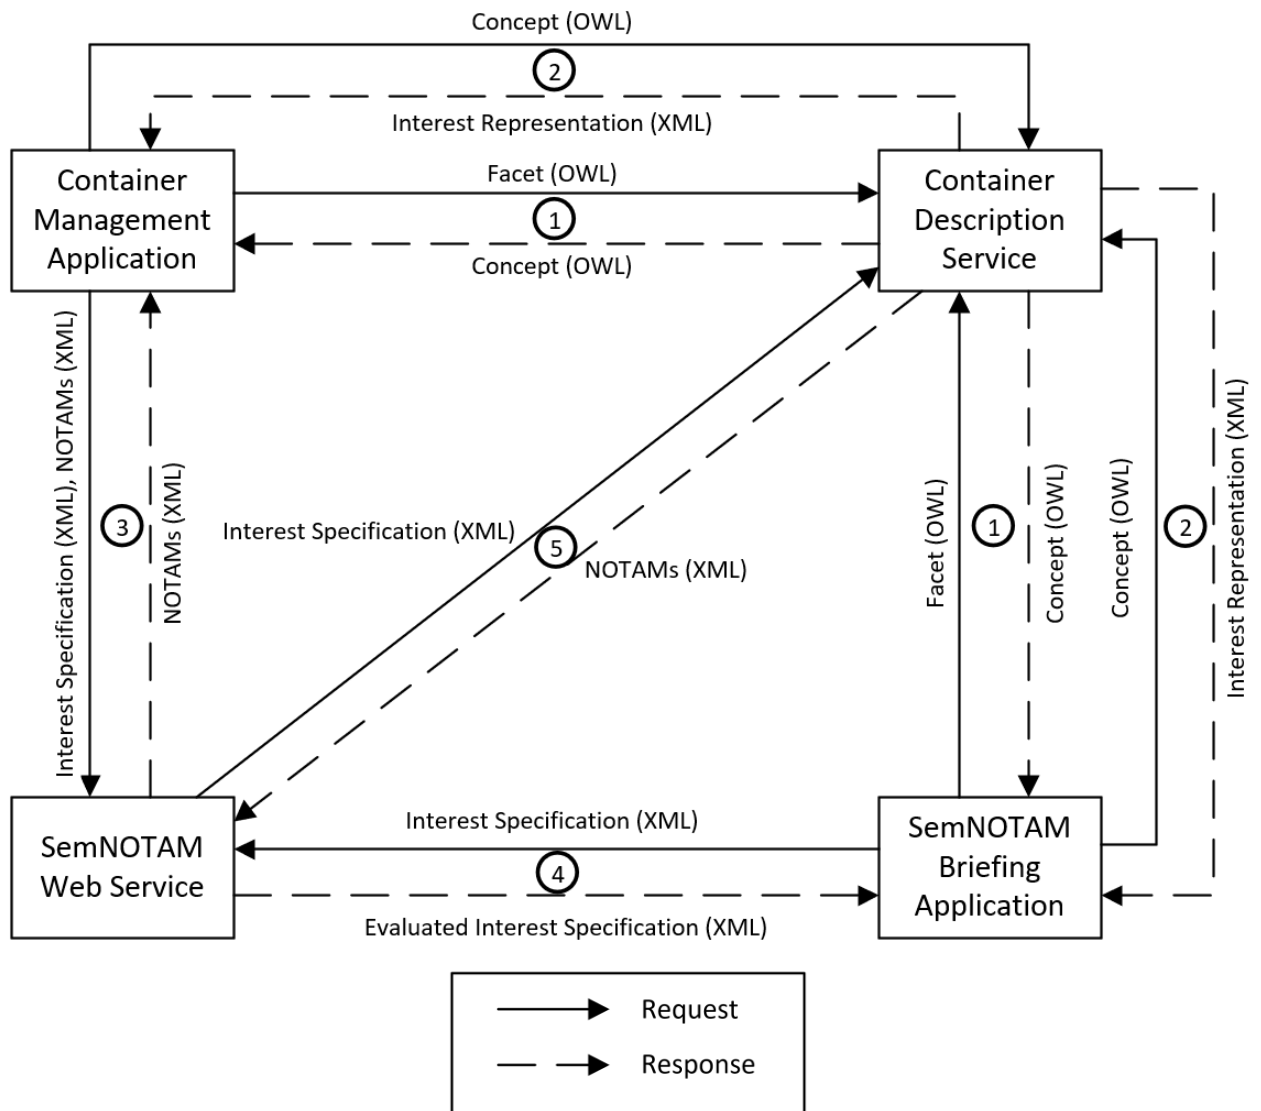 Concept (OWL)
2
Interest Representation (XML)
Container
Management
Application
Facet (OWL)
1
Concept (OWL)
Container
Description
Service
Interest Specification (XML), NOTAMs (XML)
3
NOTAMs (XML)
Interest Specification (XML)
5
NOTAMs (XML)
Facet (OWL)
1
Concept (OWL)
Concept (OWL)
2
Interest Representation (XML)
SemNOTAM
Web Service
Interest Specification (XML)
4
Evaluated Interest Specification (XML)
SemNOTAM
Briefing
Application
Request
Response